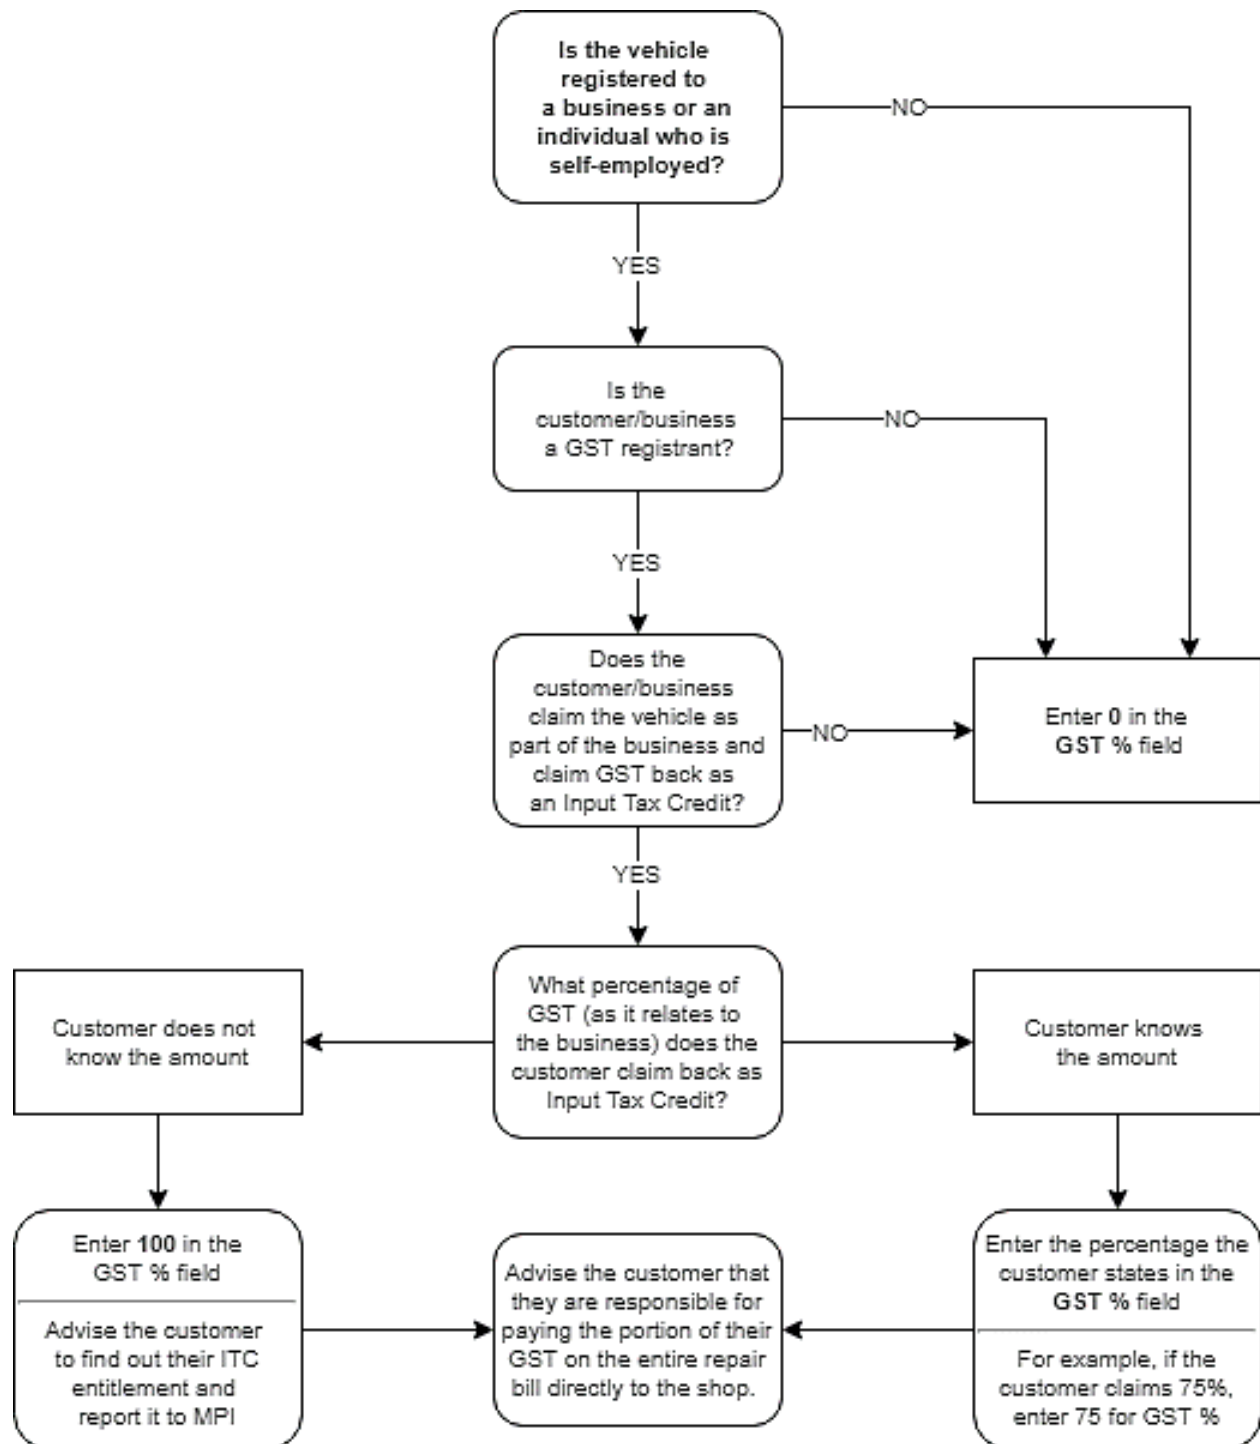 Is the vehicle
registered to
a business or an
individual who is
self-employed?
NO
YES
Is the
customer/business
a GST registrant?
NO
YES
Does the
customer/business
claim the vehicle as
part of the business and
claim GST back as
an Input Tax Credit?
NO
Enter 0 in the
GST % field
YES
What percentage of
GST (as it relates to
the business) does the
customer claim back as
Input Tax Credit?
Customer does not
know the amount
Customer knows
the amount
Enter 100 in the
GST % field
Advise the customer
to find out their ITC
entitlement and
report it to MPI
Advise the customer that
they are responsible for
paying the portion of their
GST on the entire repair
bill directly to the shop.
Enter the percentage the
customer states in the
GST % field
For example, if the
customer claims 75%,
enter 75 for GST %